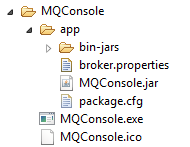 MQConsole
app
bin-jars
broker.properties
MQConsole.jar
package.cfg
MQConsole.exe
MQConsole.ico